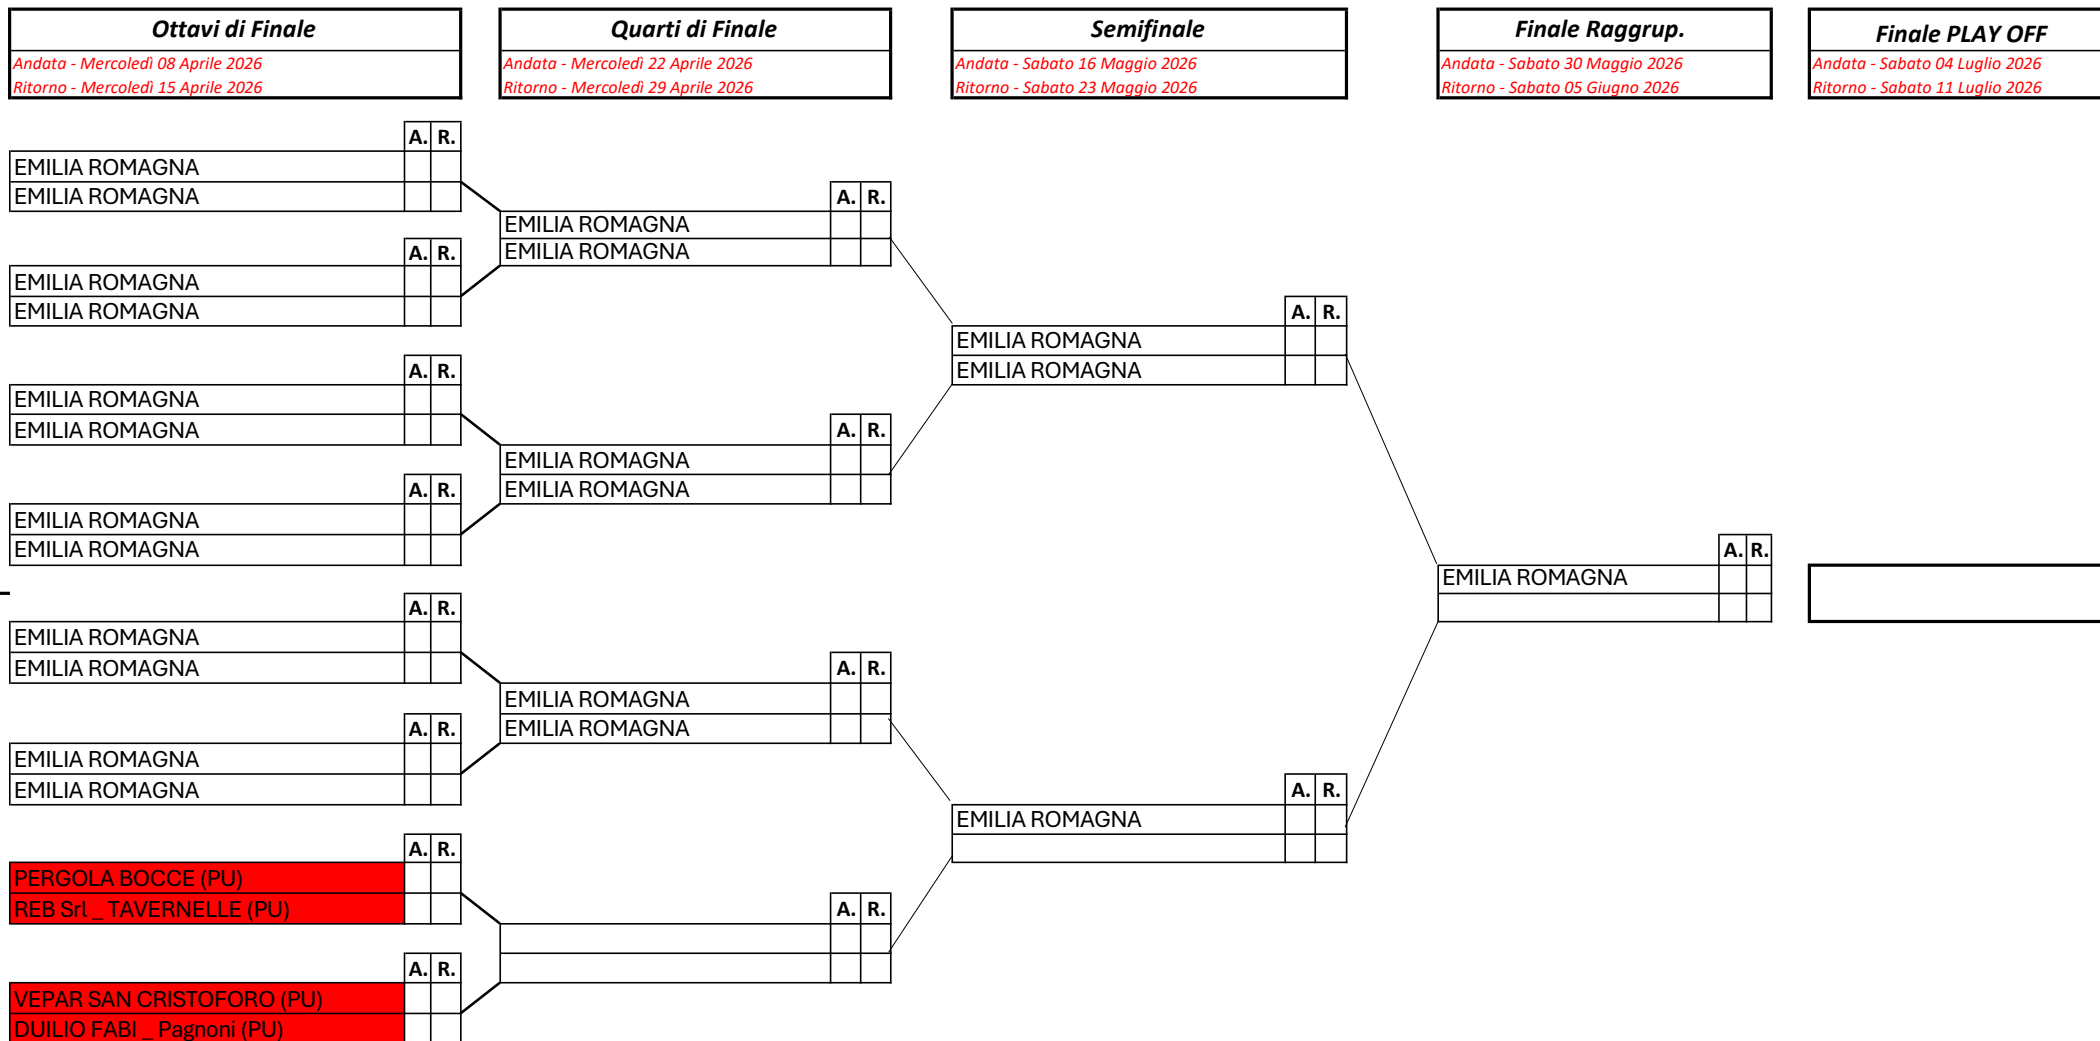 Ottavi di Finale
Andata - Mercoledì 08 Aprile 2026
Ritorno - Mercoledì 15 Aprile 2026
Quarti di Finale
Andata - Mercoledì 22 Aprile 2026
Ritorno - Mercoledì 29 Aprile 2026
Semifinale
Andata - Sabato 16 Maggio 2026
Ritorno - Sabato 23 Maggio 2026
Finale Raggrup.
Andata - Sabato 30 Maggio 2026
Ritorno - Sabato 05 Giugno 2026
Finale PLAY OFF
Andata - Sabato 04 Luglio 2026
Ritorno - Sabato 11 Luglio 2026
A. R.
EMILIA ROMAGNA
EMILIA ROMAGNA
A. R.
EMILIA ROMAGNA
EMILIA ROMAGNA
A. R.
EMILIA ROMAGNA
EMILIA ROMAGNA
A. R.
EMILIA ROMAGNA
EMILIA ROMAGNA
A. R.
EMILIA ROMAGNA
EMILIA ROMAGNA
A. R.
EMILIA ROMAGNA
EMILIA ROMAGNA
A. R.
PERGOLA BOCCE (PU)
REB Srl _ TAVERNELLE (PU)
A. R.
VEPAR SAN CRISTOFORO (PU)
DUILIO FABI _ Pagnoni (PU)
A. R.
EMILIA ROMAGNA
EMILIA ROMAGNA
A. R.
EMILIA ROMAGNA
EMILIA ROMAGNA
A. R.
EMILIA ROMAGNA
EMILIA ROMAGNA
A. R.
A. R.
EMILIA ROMAGNA
EMILIA ROMAGNA
A. R.
EMILIA ROMAGNA
A. R.
EMILIA ROMAGNA